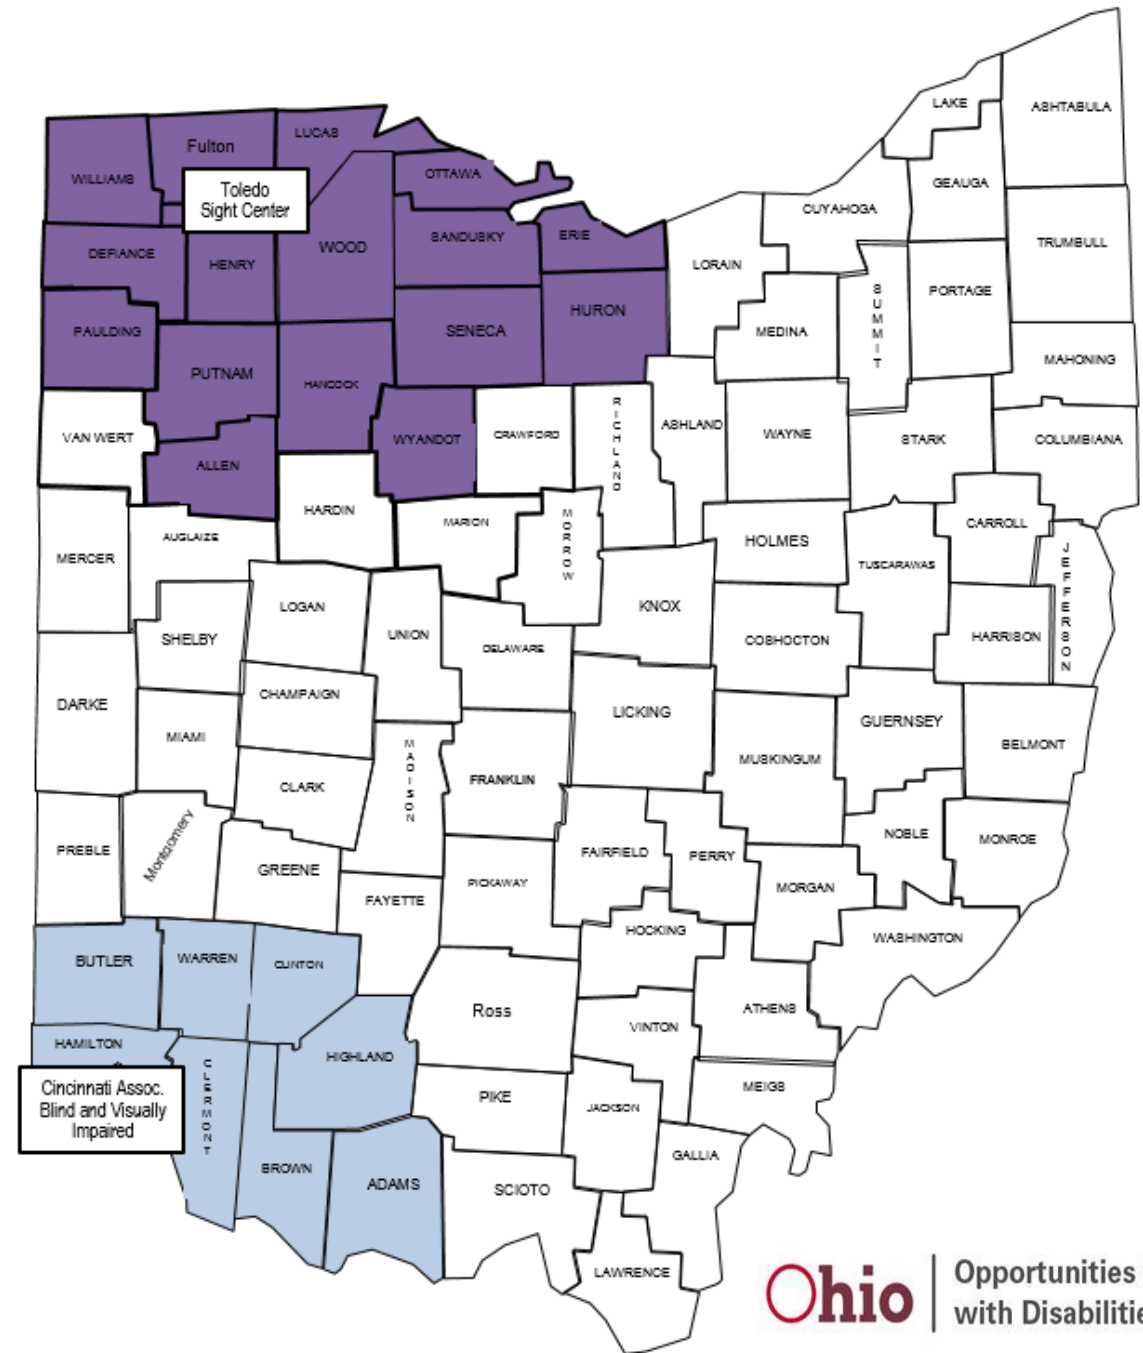 LAKE
ASHTABULA
LUCAS
Fulton
WILLIAMS
OTTAWA
GEAUGA
Toledo
Sight Center
CUYAHOGA
ERIE
SANDUSKY
TRUMBULL
WOOD
DEFIANCE
HENRY
LORAIN
PORTAGE
SUMMIT
HURON
PAULDING
SENECA
MEDINA
MAHONING
PUTNAM
HANCOCK
RICHLAND
ASHLAND
VAN WERT
WYANDOT
CRAWFORD
WAYNE
STARK
COLUMBIANA
ALLEN
HARDIN
MARION
MORROW
CARROLL
AUGLAIZE
HOLMES
MERCER
TUSCARAWAS
JEFFERSON
LOGAN
KNOX
UNION
SHELBY
COSHOCTON
HARRISON
DELAWARE
CHAMPAIGN
DARKE
LICKING
GUERNSEY
MIAMI
MADISON
BELMONT
MUSKINGUM
FRANKLIN
CLARK
NOBLE
MONROE
PREBLE
Montgomery
FAIRFIELD
PERRY
GREENE
PICKAWAY
MORGAN
FAYETTE
HOCKING
WASHINGTON
BUTLER
WARREN
CLINTON
Ross
ATHENS
VINTON
HAMILTON
HIGHLAND
CLERMONT
Cincinnati Assoc.
Blind and Visually
Impaired
PIKE
JACKSON
MEIGS
GALLIA
BROWN
ADAMS
SCIOTO
LAWRENCE
Ohio
Opportunities
with Disabilitie